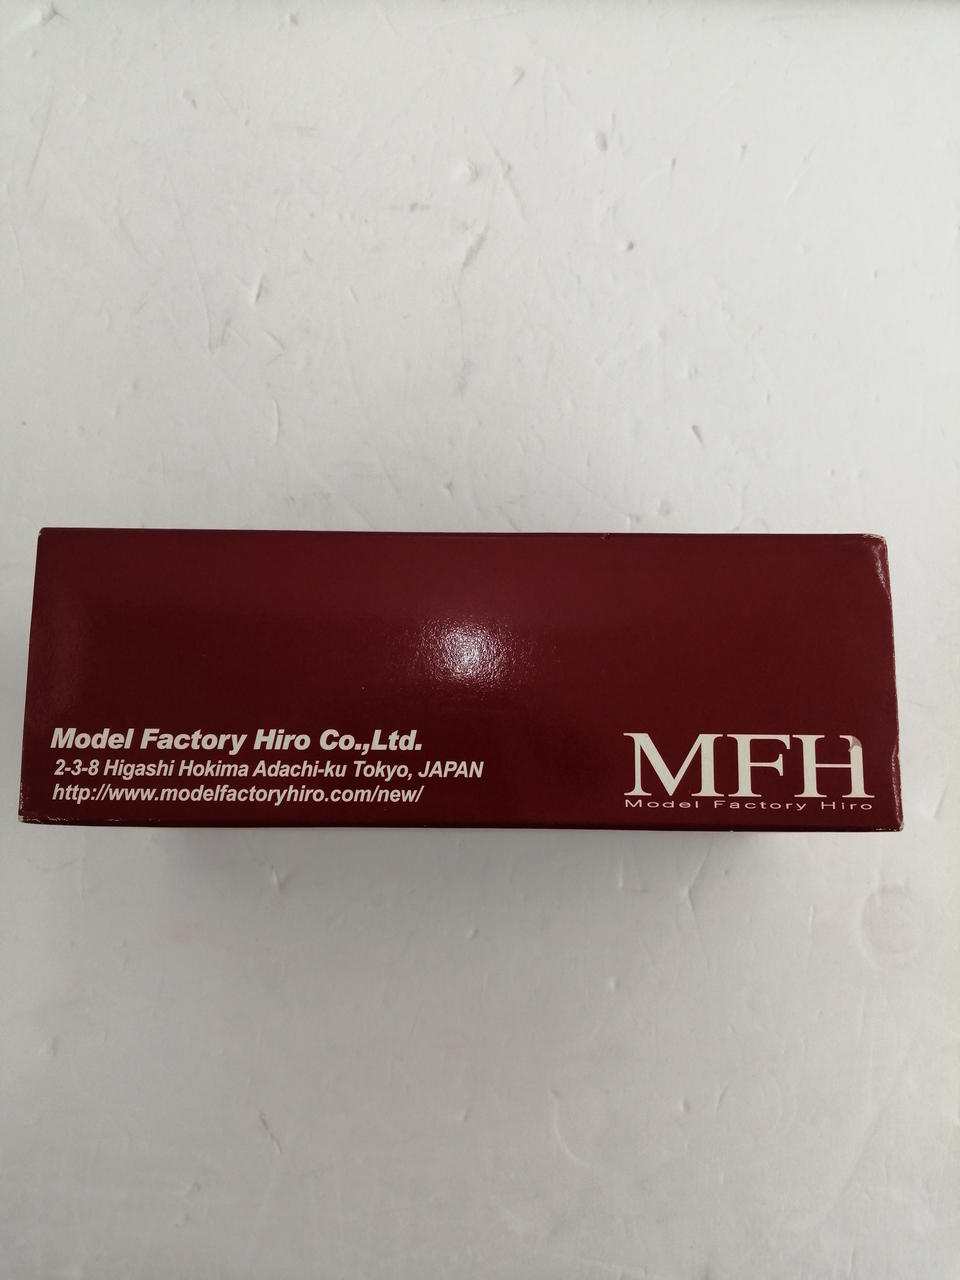 Model Factory Hiro Co.,Ltd.
2-3-8 Higashi Hokima Adachi-ku Tokyo, JAPAN
http://www.modelfactoryhiro.com/new/
MFH
Model Factory Hiro